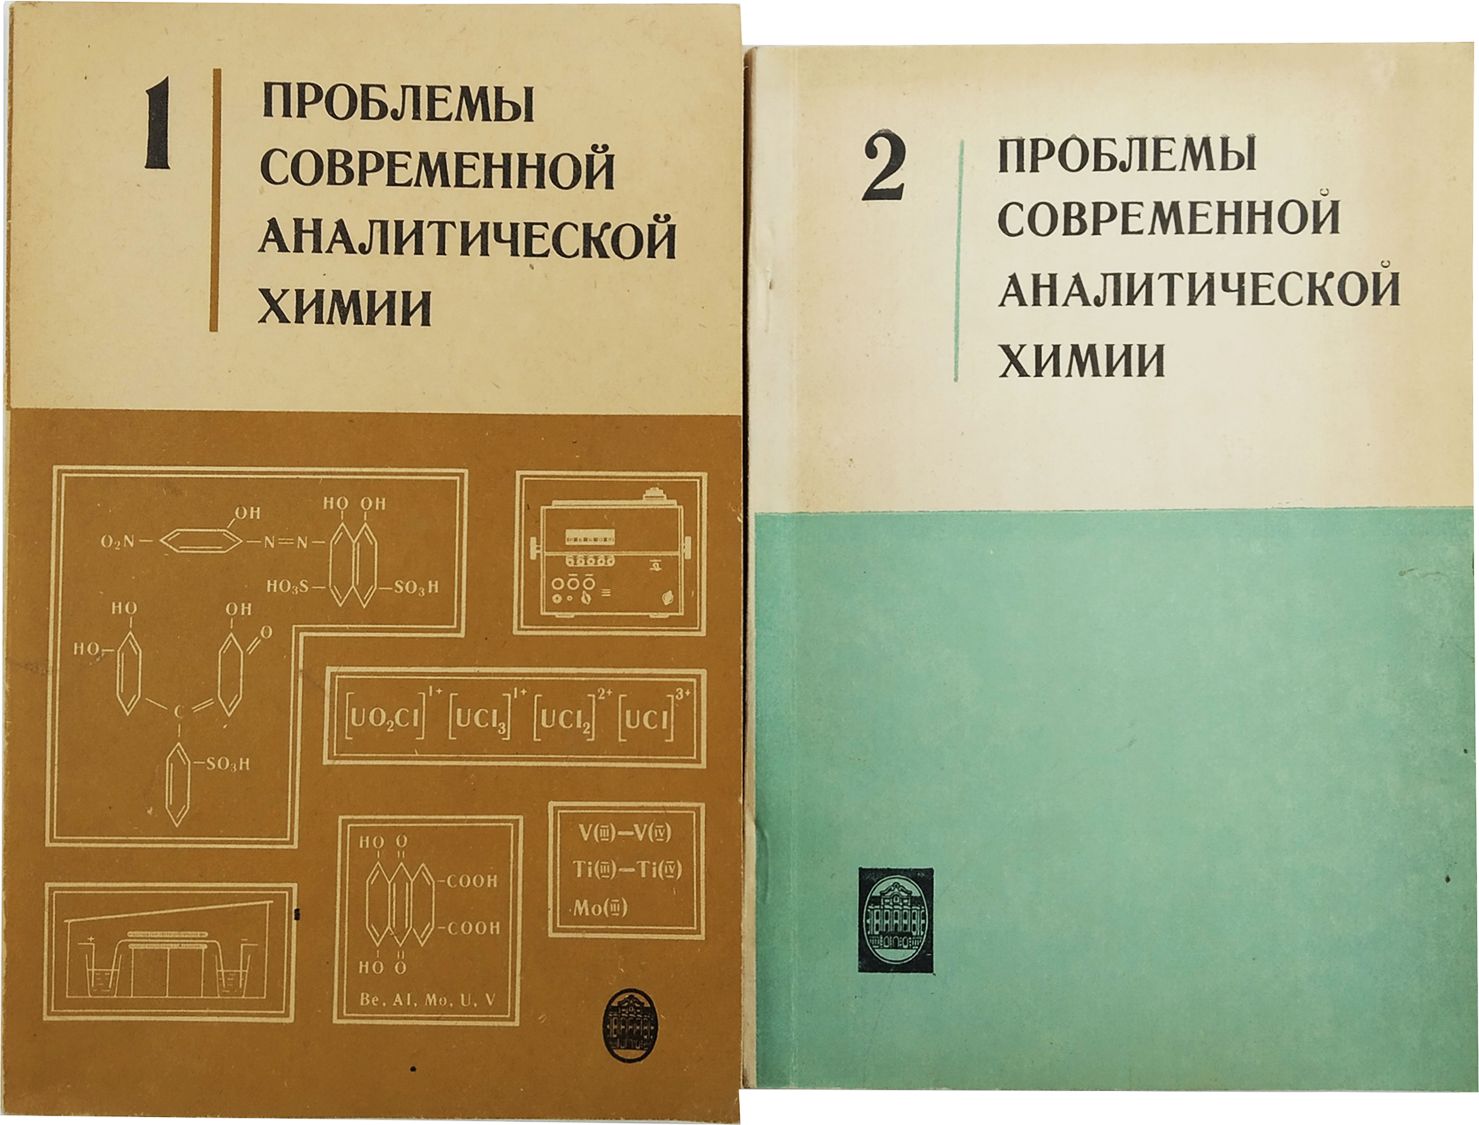 1
ПРОБЛЕМЫ
СОВРЕМЕННОЙ
АНАЛИТИЧЕСКОЙ
ХИМИИ
HO OH
OH
O₂N N=N
HO₃S SO₃H
HO OH
HO O
C
SO₃H
[UO₂Cl]¹⁺ [UCl₃]¹⁺ [UCl₂]²⁺ [UCl]³⁺
HO O
COOH
COOH
HO O
Be, Al, Mo, U, V
V(III)—V(IV)
Ti(III)—Ti(IV)
Mo(III)
+ −
2
ПРОБЛЕМЫ
СОВРЕМЕННОЙ
АНАЛИТИЧЕСКОЙ
ХИМИИ